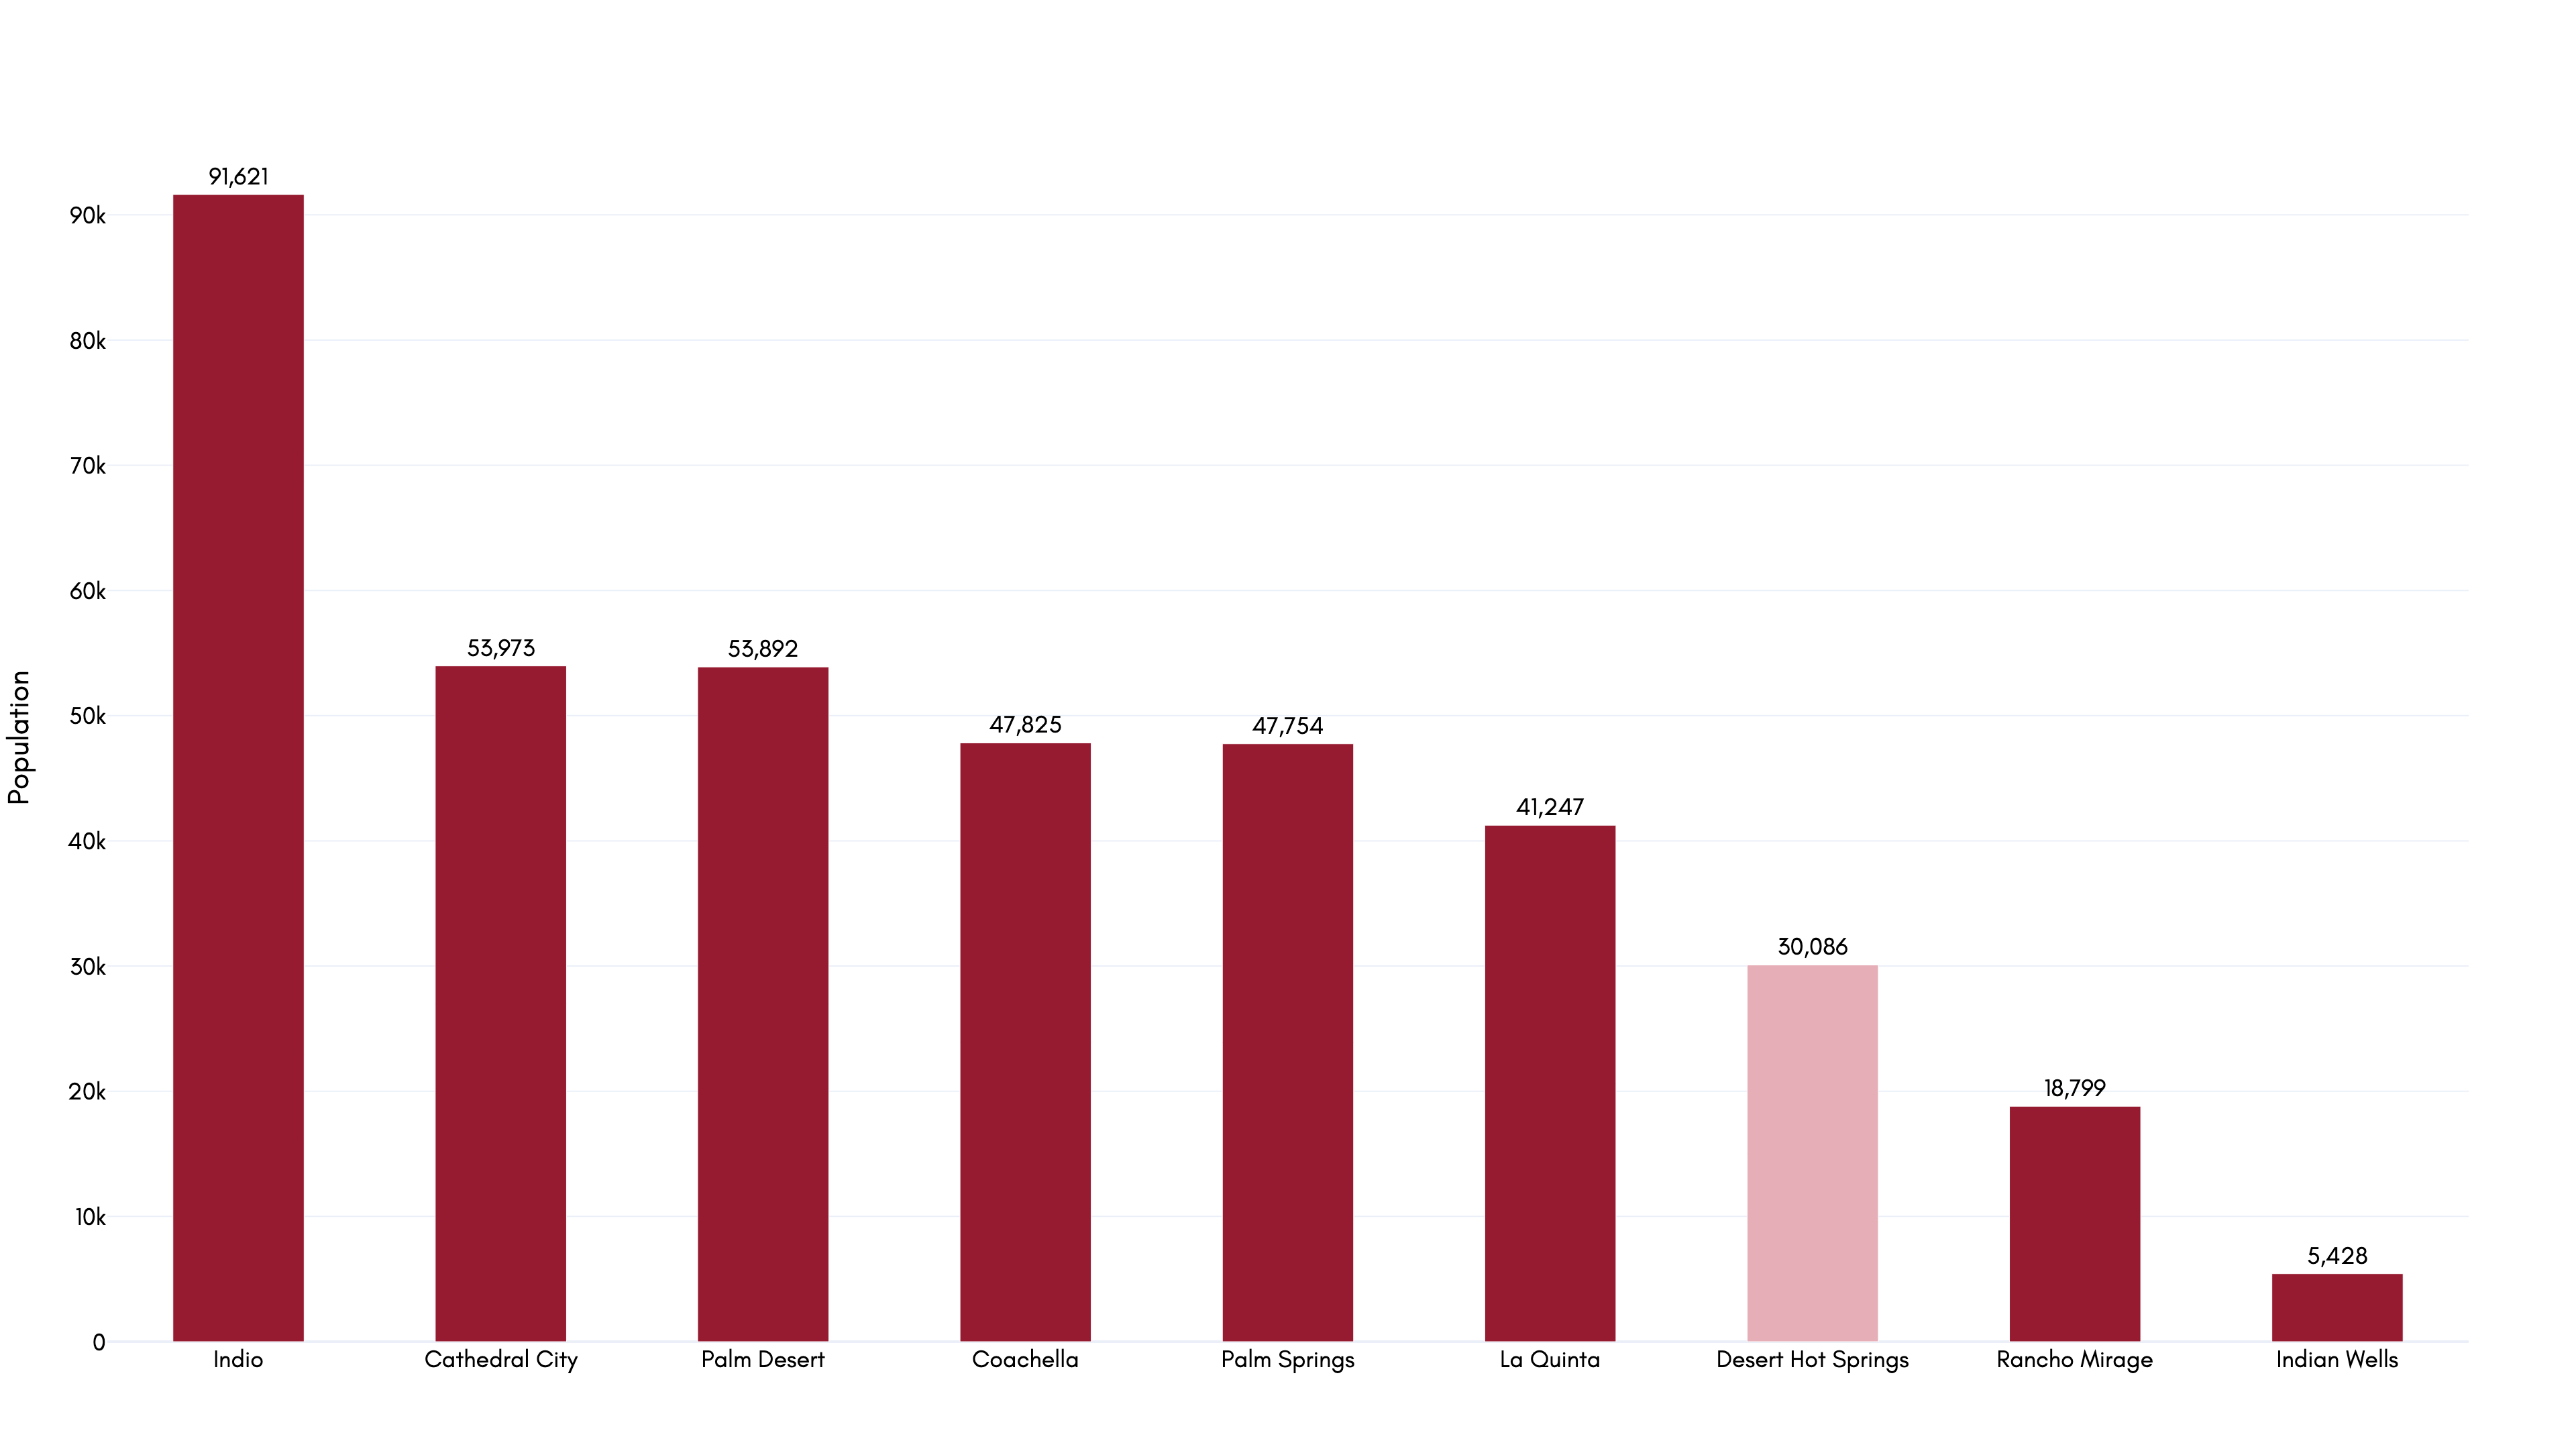 Population
90k
80k
70k
60k
50k
40k
30k
20k
10k
0
91,621
53,973
53,892
47,825
47,754
41,247
30,086
18,799
5,428
Indio
Cathedral City
Palm Desert
Coachella
Palm Springs
La Quinta
Desert Hot Springs
Rancho Mirage
Indian Wells